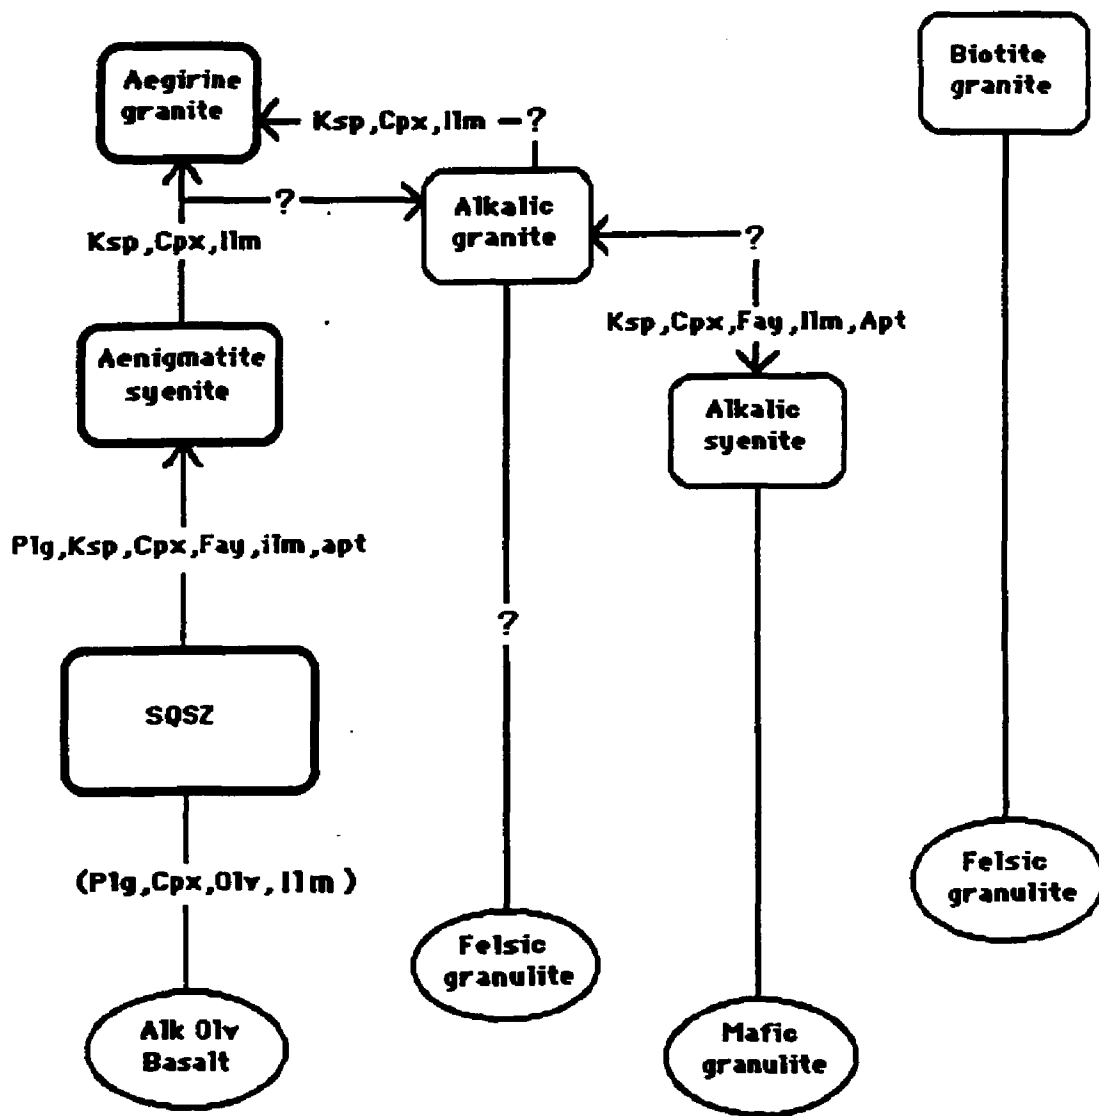 Biotite
granite
Aegirine
granite
Ksp,Cpx,Ilm – ?
Alkalic
granite
?
?
Ksp,Cpx,Ilm
Ksp,Cpx,Fay,Ilm,Apt
Aenigmatite
syenite
Alkalic
syenite
Plg,Ksp,Cpx,Fay,ilm,apt
?
SQSZ
(Plg,Cpx,Olv,Ilm)
Felsic
granulite
Felsic
granulite
Alk Olv
Basalt
Mafic
granulite